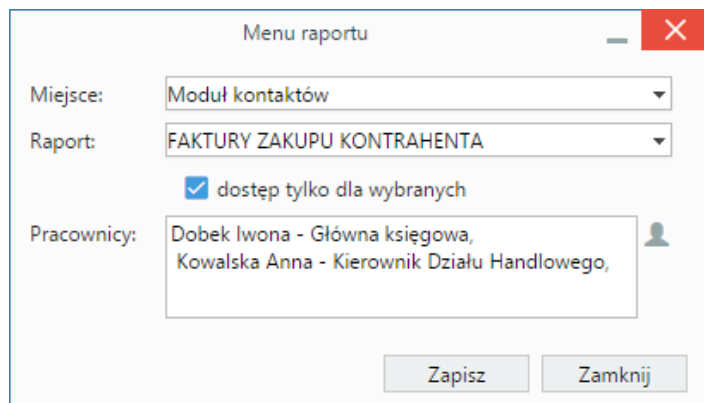 Menu raportu
Miejsce: Moduł kontaktów
Raport: FAKTURY ZAKUPU KONTRAHENTA
dostęp tylko dla wybranych
Pracownicy: Dobek Iwona - Główna księgowa,
Kowalska Anna - Kierownik Działu Handlowego,
Zapisz Zamknij